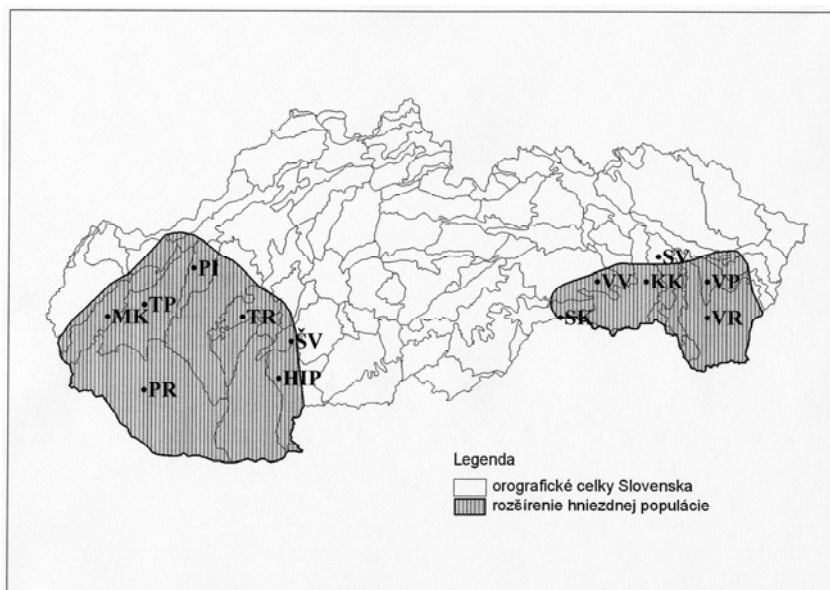 SV
PI
VV
KK
VP
TP
MK
TR
SK
VR
ŠV
HIP
PR
Legenda
orografické celky Slovenska
rozšírenie hniezdnej populácie